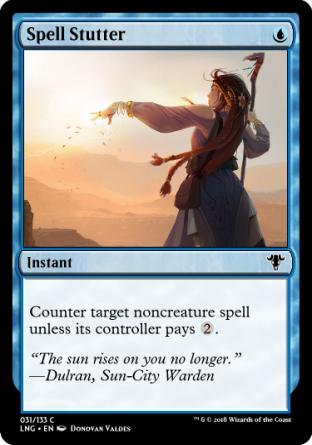 Spell Stutter
Instant
Counter target noncreature spell
unless its controller pays 2.
“The sun rises on you no longer.”
—Dulran, Sun-City Warden
031/133 C
LNG • EN DONOVAN VALDES
™ & © 2018 Wizards of the Coast